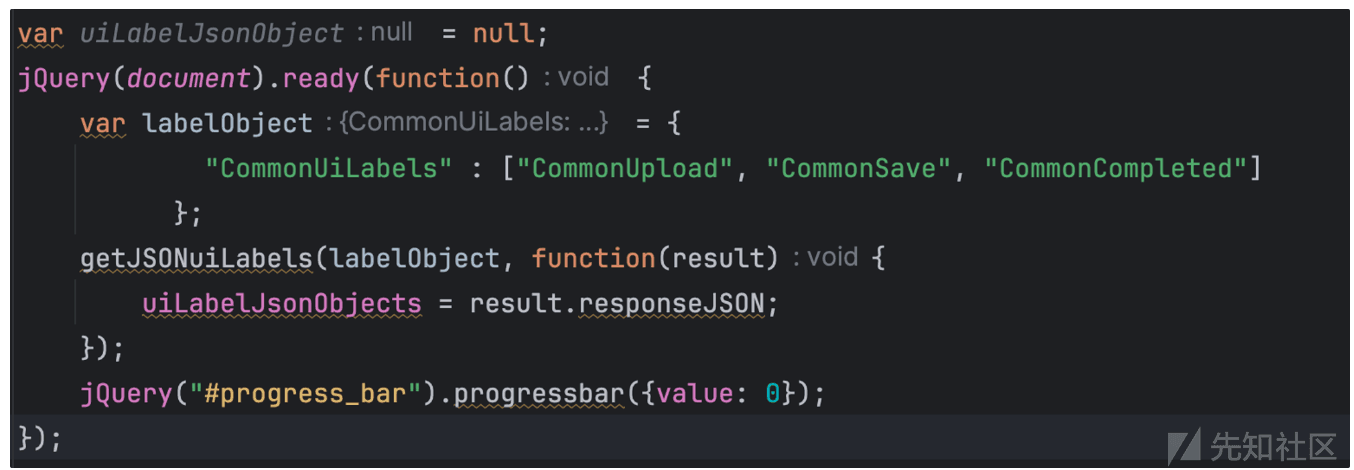 var uiLabelJsonObject : null = null;
jQuery(document).ready(function() : void {
    var labelObject : {CommonUiLabels: ...} = {
            "CommonUiLabels" : ["CommonUpload", "CommonSave", "CommonCompleted"]
          };
    getJSONuiLabels(labelObject, function(result) : void {
        uiLabelJsonObjects = result.responseJSON;
    });
    jQuery("#progress_bar").progressbar({value: 0});
});
先知社区